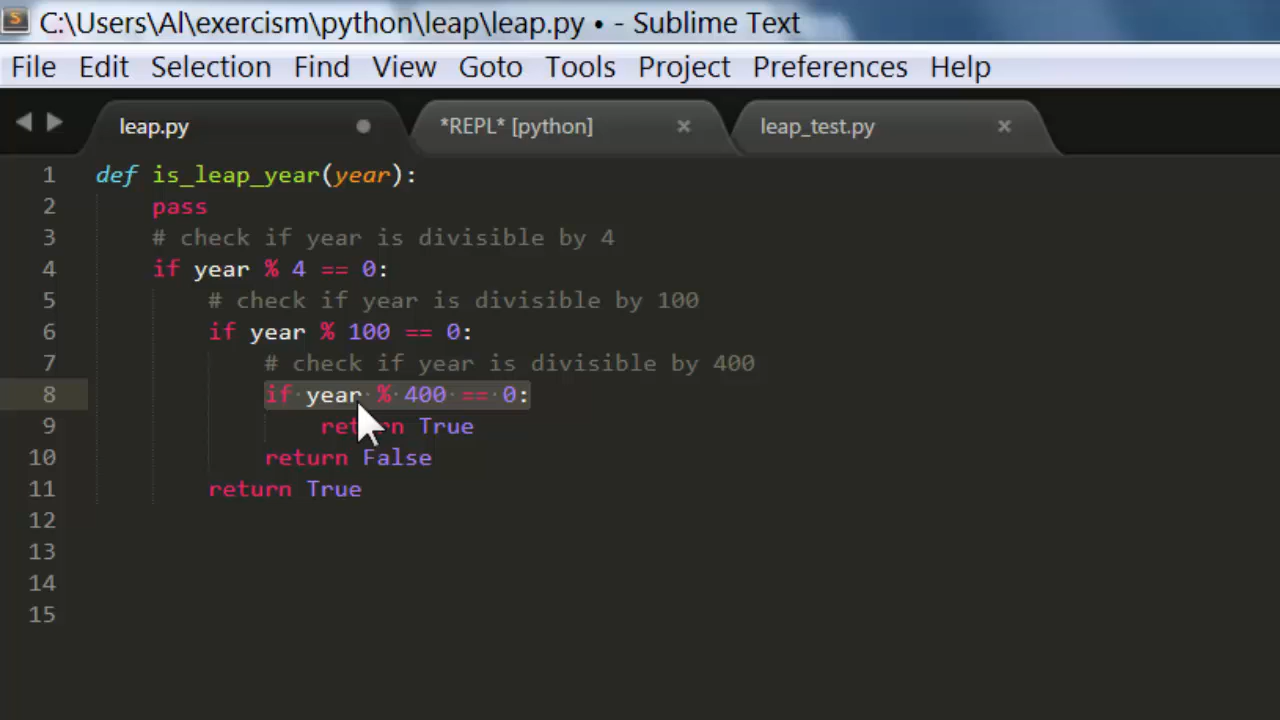 C:\Users\Al\exercism\python\leap\leap.py • - Sublime Text
File Edit Selection Find View Goto Tools Project Preferences Help
leap.py *REPL* [python] leap_test.py
1 def is_leap_year(year):
2 pass
3 # check if year is divisible by 4
4 if year % 4 == 0:
5 # check if year is divisible by 100
6 if year % 100 == 0:
7 # check if year is divisible by 400
8 if year % 400 == 0:
9 return True
10 return False
11 return True
12
13
14
15